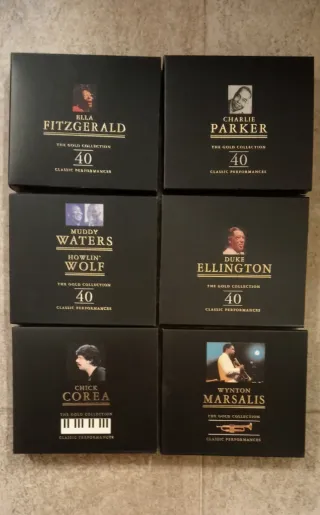 ELLA
FITZGERALD
THE GOLD COLLECTION
40
CLASSIC PERFORMANCES
CHARLIE
PARKER
THE GOLD COLLECTION
40
CLASSIC PERFORMANCES
MUDDY
WATERS
HOWLIN'
WOLF
THE GOLD COLLECTION
40
CLASSIC PERFORMANCES
DUKE
ELLINGTON
THE GOLD COLLECTION
40
CLASSIC PERFORMANCES
CHICK
COREA
THE GOLD COLLECTION
CLASSIC PERFORMANCES
WYNTON
MARSALIS
THE GOLD COLLECTION
CLASSIC PERFORMANCES